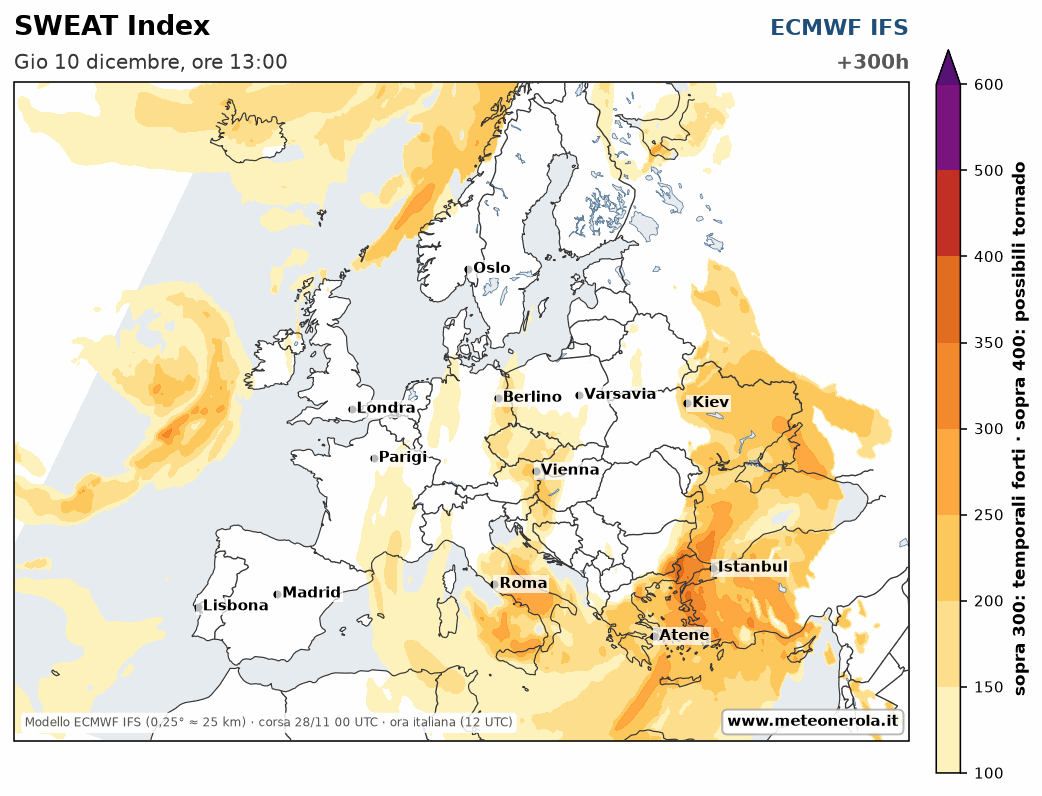 SWEAT Index
ECMWF IFS
Gio 10 dicembre, ore 13:00
+300h
600
500
400
350
300
250
200
150
100
sopra 300: temporali forti · sopra 400: possibili tornado
Oslo
Berlino
Varsavia
Londra
Kiev
Parigi
Vienna
Istanbul
Roma
Madrid
Lisbona
Atene
Modello ECMWF IFS (0,25° ≈ 25 km) · corsa 28/11 00 UTC · ora italiana (12 UTC)
www.meteonerola.it